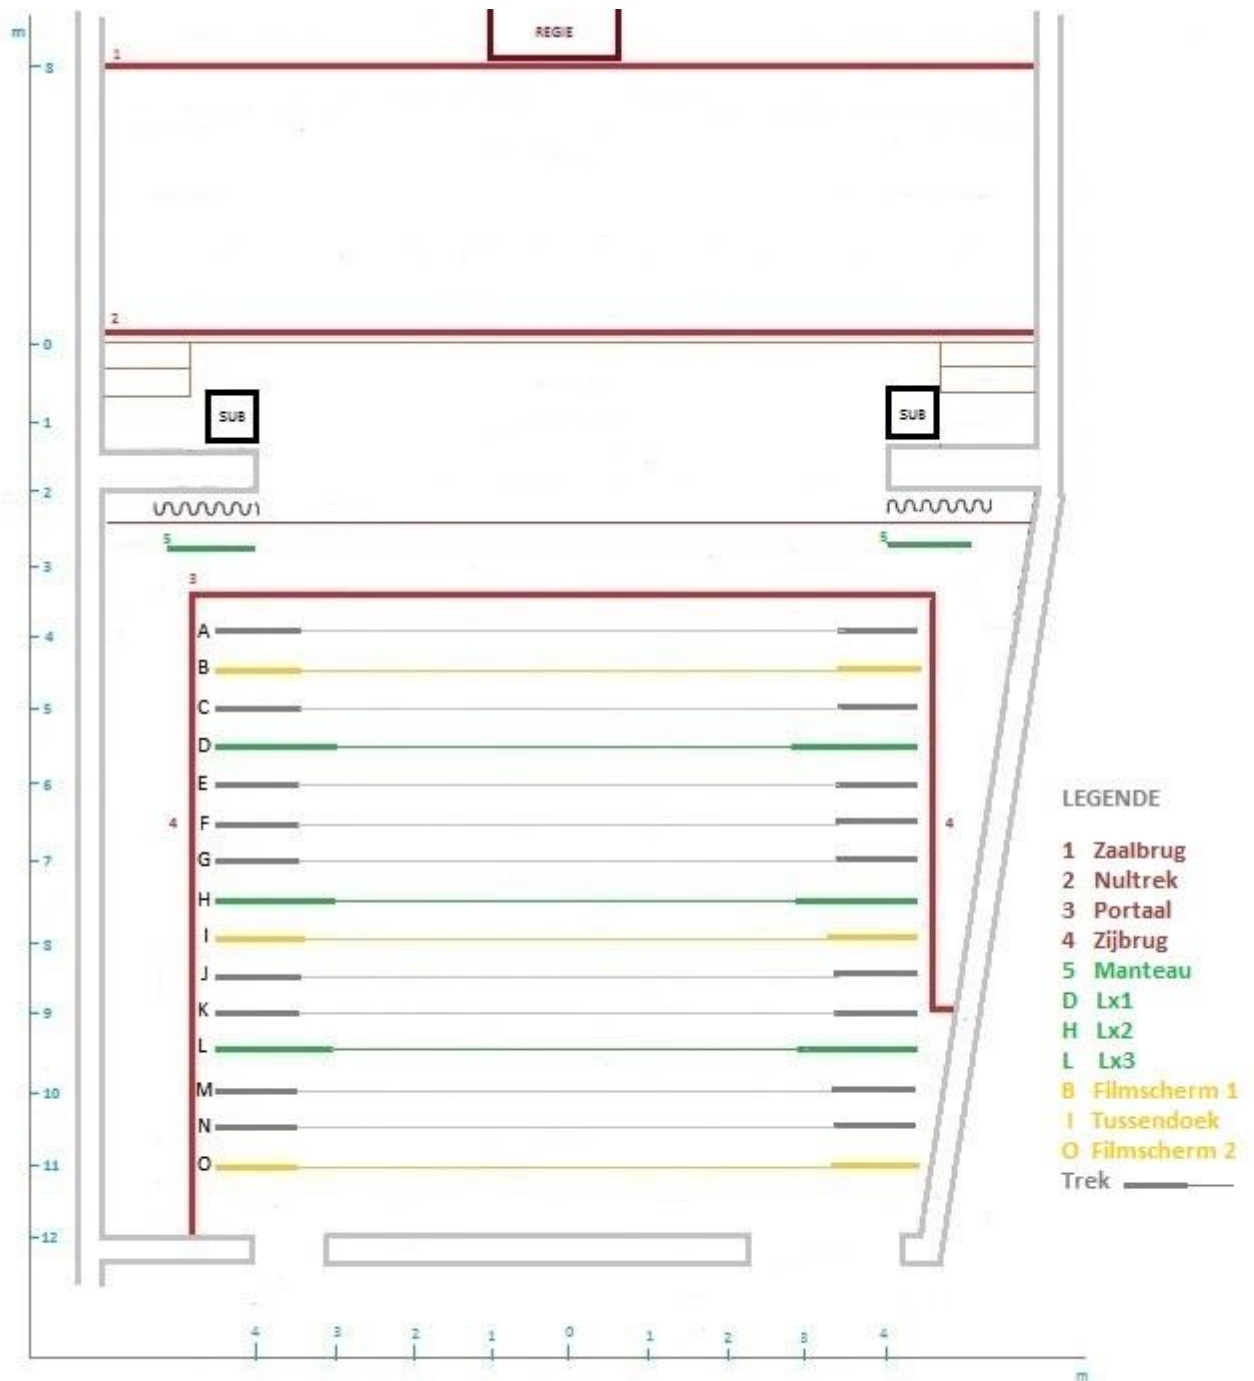 m
REGIE
1
8
2
0
SUB
SUB
1
2
5
5
3
3
A
4
B
C
5
D
E
6
LEGENDE
4
F
4
1 Zaalbrug
G
7
2 Nultrek
H
3 Portaal
I
8
4 Zijbrug
J
5 Manteau
K
9
D Lx1
H Lx2
L
L Lx3
M
10
B Filmscherm 1
N
I Tussendoek
O
11
O Filmscherm 2
Trek
12
4 3 2 1 0 1 2 3 4
m